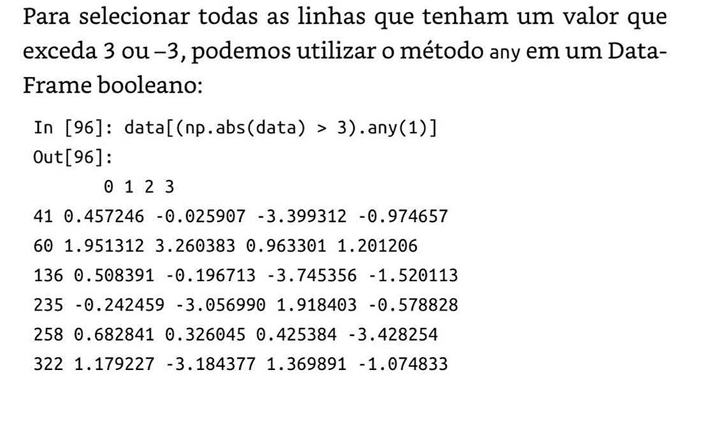 Para selecionar todas as linhas que tenham um valor que
exceda 3 ou –3, podemos utilizar o método any em um Data-
Frame booleano:
In [96]: data[(np.abs(data) > 3).any(1)]
Out[96]:
0 1 2 3
41 0.457246 -0.025907 -3.399312 -0.974657
60 1.951312 3.260383 0.963301 1.201206
136 0.508391 -0.196713 -3.745356 -1.520113
235 -0.242459 -3.056990 1.918403 -0.578828
258 0.682841 0.326045 0.425384 -3.428254
322 1.179227 -3.184377 1.369891 -1.074833